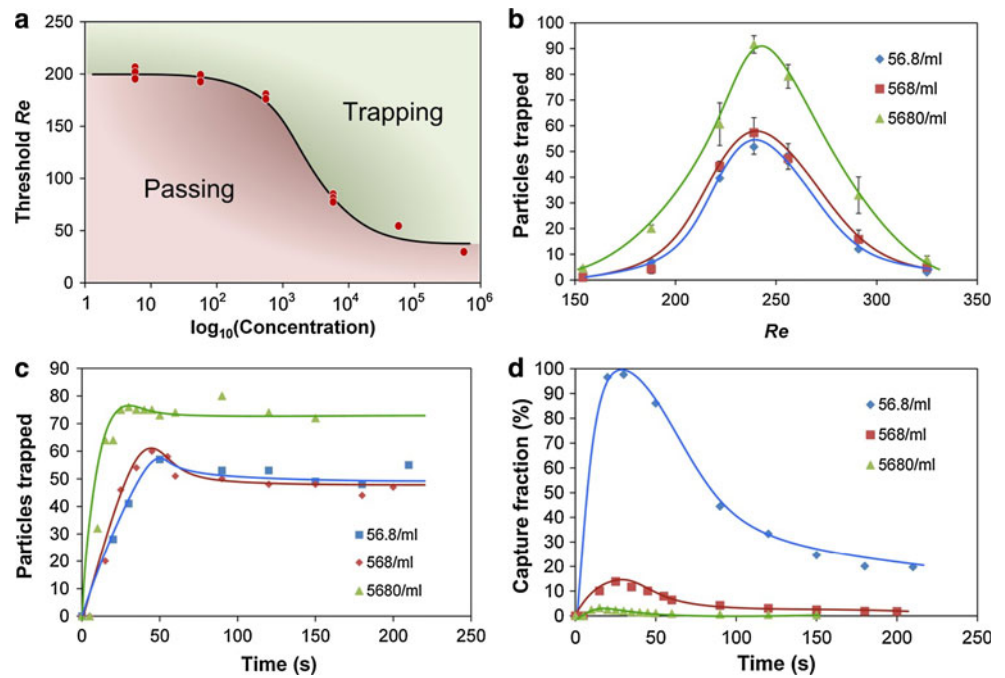 a
250
200
150
100
50
0
Threshold Re
Trapping
Passing
1 10 10² 10³ 10⁴ 10⁵ 10⁶
log₁₀(Concentration)
b
100
90
80
70
60
50
40
30
20
10
0
Particles trapped
56.8/ml
568/ml
5680/ml
150 200 250 300 350
Re
c
90
80
70
60
50
40
30
20
10
0
Particles trapped
56.8/ml
568/ml
5680/ml
0 50 100 150 200 250
Time (s)
d
100
90
80
70
60
50
40
30
20
10
0
Capture fraction (%)
56.8/ml
568/ml
5680/ml
0 50 100 150 200 250
Time (s)